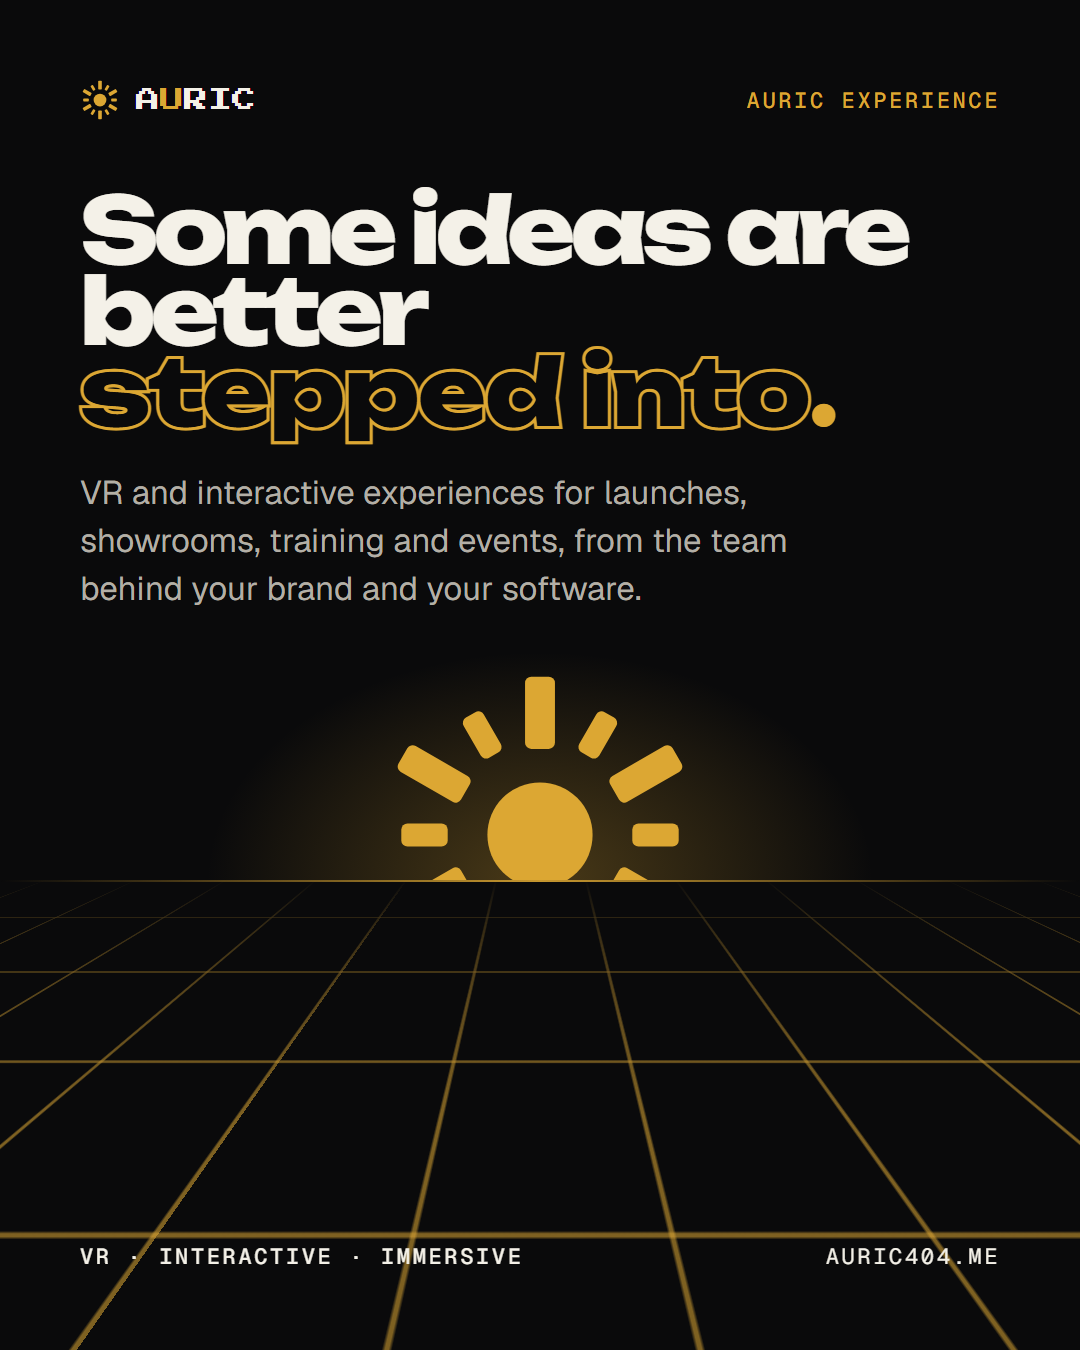 AURIC
AURIC EXPERIENCE
Some ideas are
better
stepped into.
VR and interactive experiences for launches,
showrooms, training and events, from the team
behind your brand and your software.
VR · INTERACTIVE · IMMERSIVE
AURIC404.ME